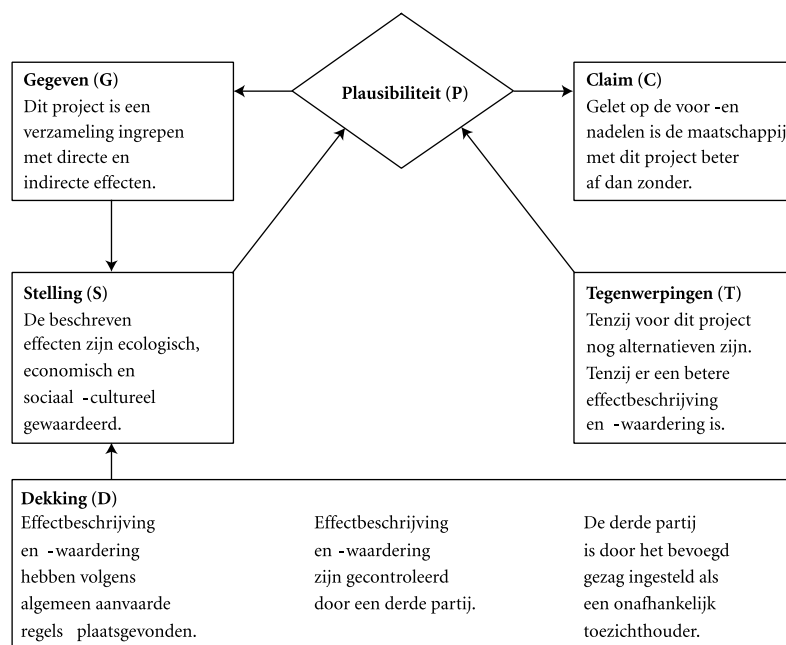 Gegeven (G)
Dit project is een
verzameling ingrepen
met directe en
indirecte effecten.
Plausibiliteit (P)
Claim (C)
Gelet op de voor -en
nadelen is de maatschappij
met dit project beter
af dan zonder.
Stelling (S)
De beschreven
effecten zijn ecologisch,
economisch en
sociaal -cultureel
gewaardeerd.
Tegenwerpingen (T)
Tenzij voor dit project
nog alternatieven zijn.
Tenzij er een betere
effectbeschrijving
en -waardering is.
Dekking (D)
Effectbeschrijving
en -waardering
hebben volgens
algemeen aanvaarde
regels plaatsgevonden.
Effectbeschrijving
en -waardering
zijn gecontroleerd
door een derde partij.
De derde partij
is door het bevoegd
gezag ingesteld als
een onafhankelijk
toezichthouder.